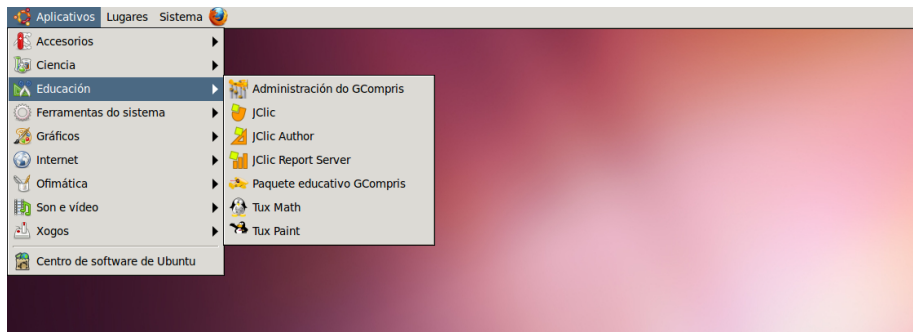 Aplicativos Lugares Sistema
Accesorios
Ciencia
Educación
Ferramentas do sistema
Gráficos
Internet
Ofimática
Son e vídeo
Xogos
Centro de software de Ubuntu
Administración do GCompris
JClic
JClic Author
JClic Report Server
Paquete educativo GCompris
Tux Math
Tux Paint